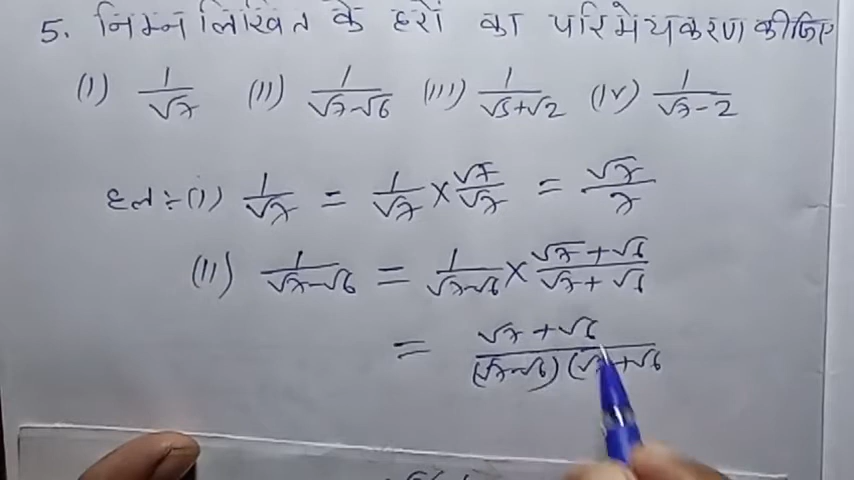 5. निम्नलिखित के हरों का परिमेयकरण कीजिए
(I) 1/√7 (II) 1/√7-√6 (III) 1/√5+√2 (IV) 1/√7-2
हल:-(I) 1/√7 = 1/√7 × √7/√7 = √7/7
(II) 1/√7-√6 = 1/√7-√6 × √7+√6/√7+√6
= √7+√6/(√7-√6)(√7+√6